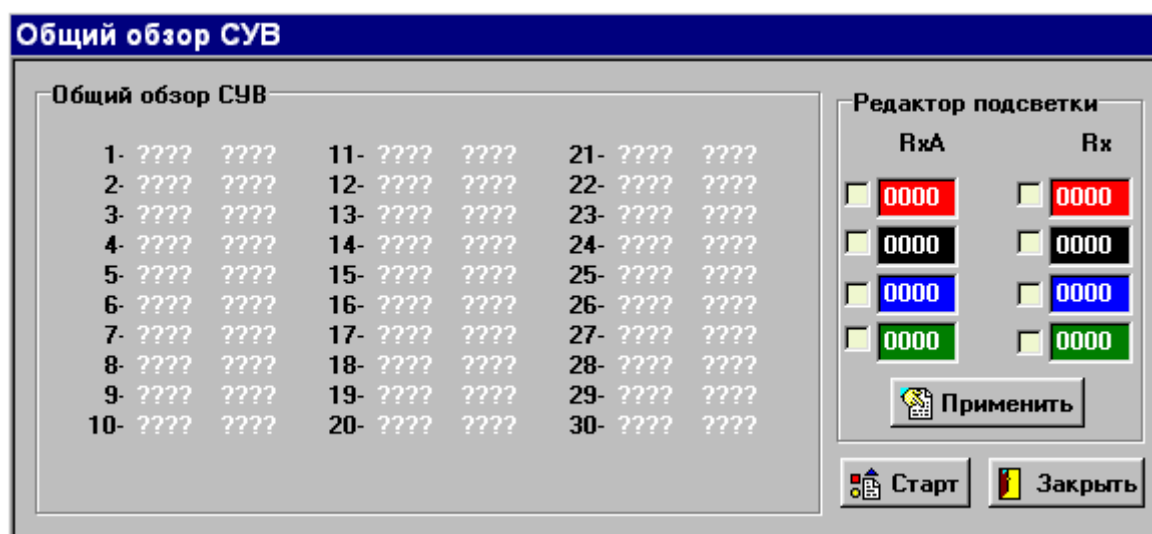 Общий обзор СУВ
Общий обзор СУВ
1- ???? ???? 11- ???? ???? 21- ???? ????
2- ???? ???? 12- ???? ???? 22- ???? ????
3- ???? ???? 13- ???? ???? 23- ???? ????
4- ???? ???? 14- ???? ???? 24- ???? ????
5- ???? ???? 15- ???? ???? 25- ???? ????
6- ???? ???? 16- ???? ???? 26- ???? ????
7- ???? ???? 17- ???? ???? 27- ???? ????
8- ???? ???? 18- ???? ???? 28- ???? ????
9- ???? ???? 19- ???? ???? 29- ???? ????
10- ???? ???? 20- ???? ???? 30- ???? ????
Редактор подсветки
RxA Rx
0000 0000
0000 0000
0000 0000
0000 0000
Применить
Старт Закрыть